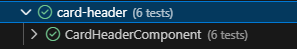 card-header (6 tests)
CardHeaderComponent (6 tests)